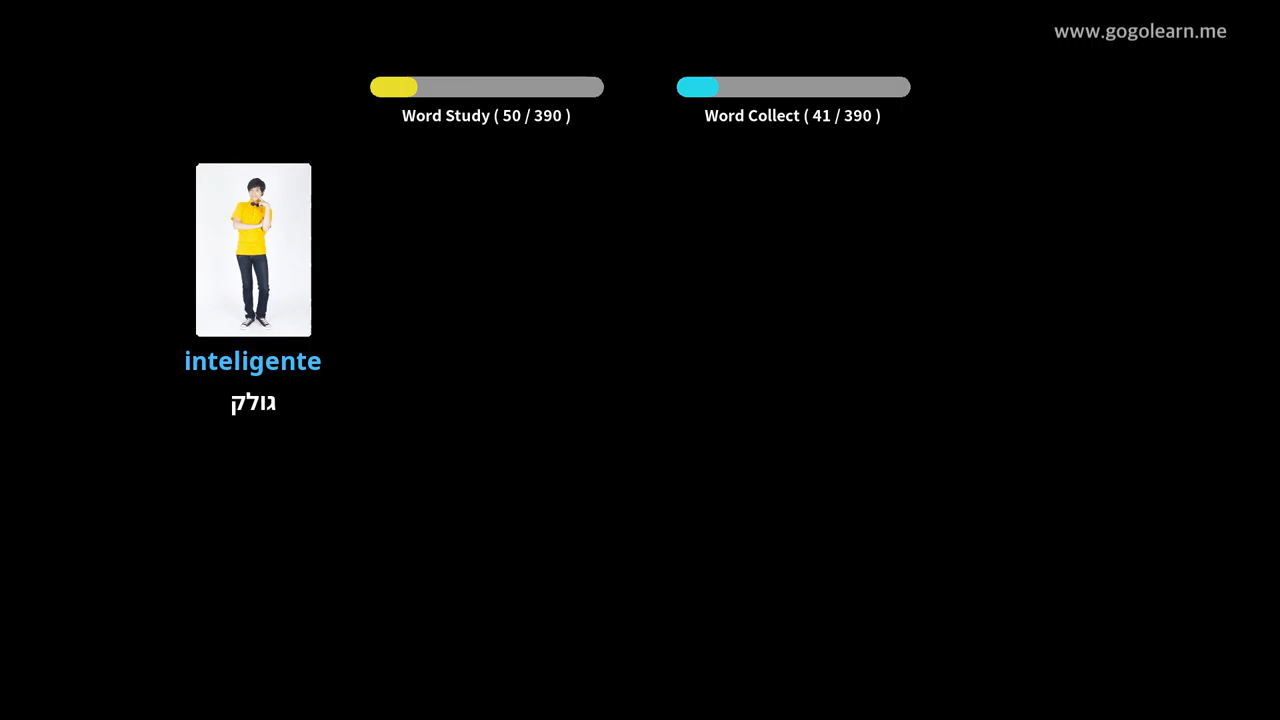 www.gogolearn.me
Word Study ( 50 / 390 )
Word Collect ( 41 / 390 )
inteligente
גולק